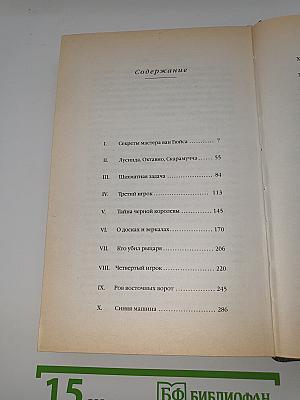 Содержание
I. Секреты мастера ван Гюйса 7
II. Лусинда, Октавио, Скарамучча 55
III. Шахматная задача 84
IV. Третий игрок 113
V. Тайна черной королевы 145
VI. О досках и зеркалах 170
VII. Кто убил рыцаря 206
VIII. Четвертый игрок 220
IX. Ров восточных ворот 245
X. Синяя машина 286
15
БФ БИБЛИОФАН